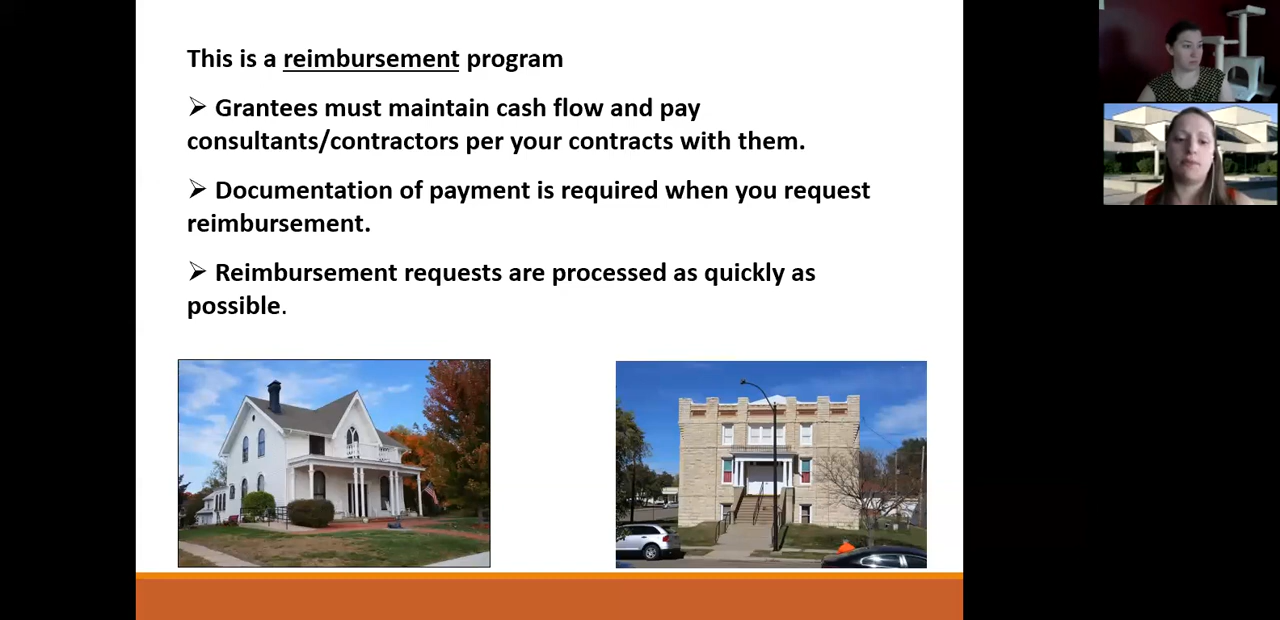 This is a reimbursement program
➢ Grantees must maintain cash flow and pay
consultants/contractors per your contracts with them.
➢ Documentation of payment is required when you request
reimbursement.
➢ Reimbursement requests are processed as quickly as
possible.